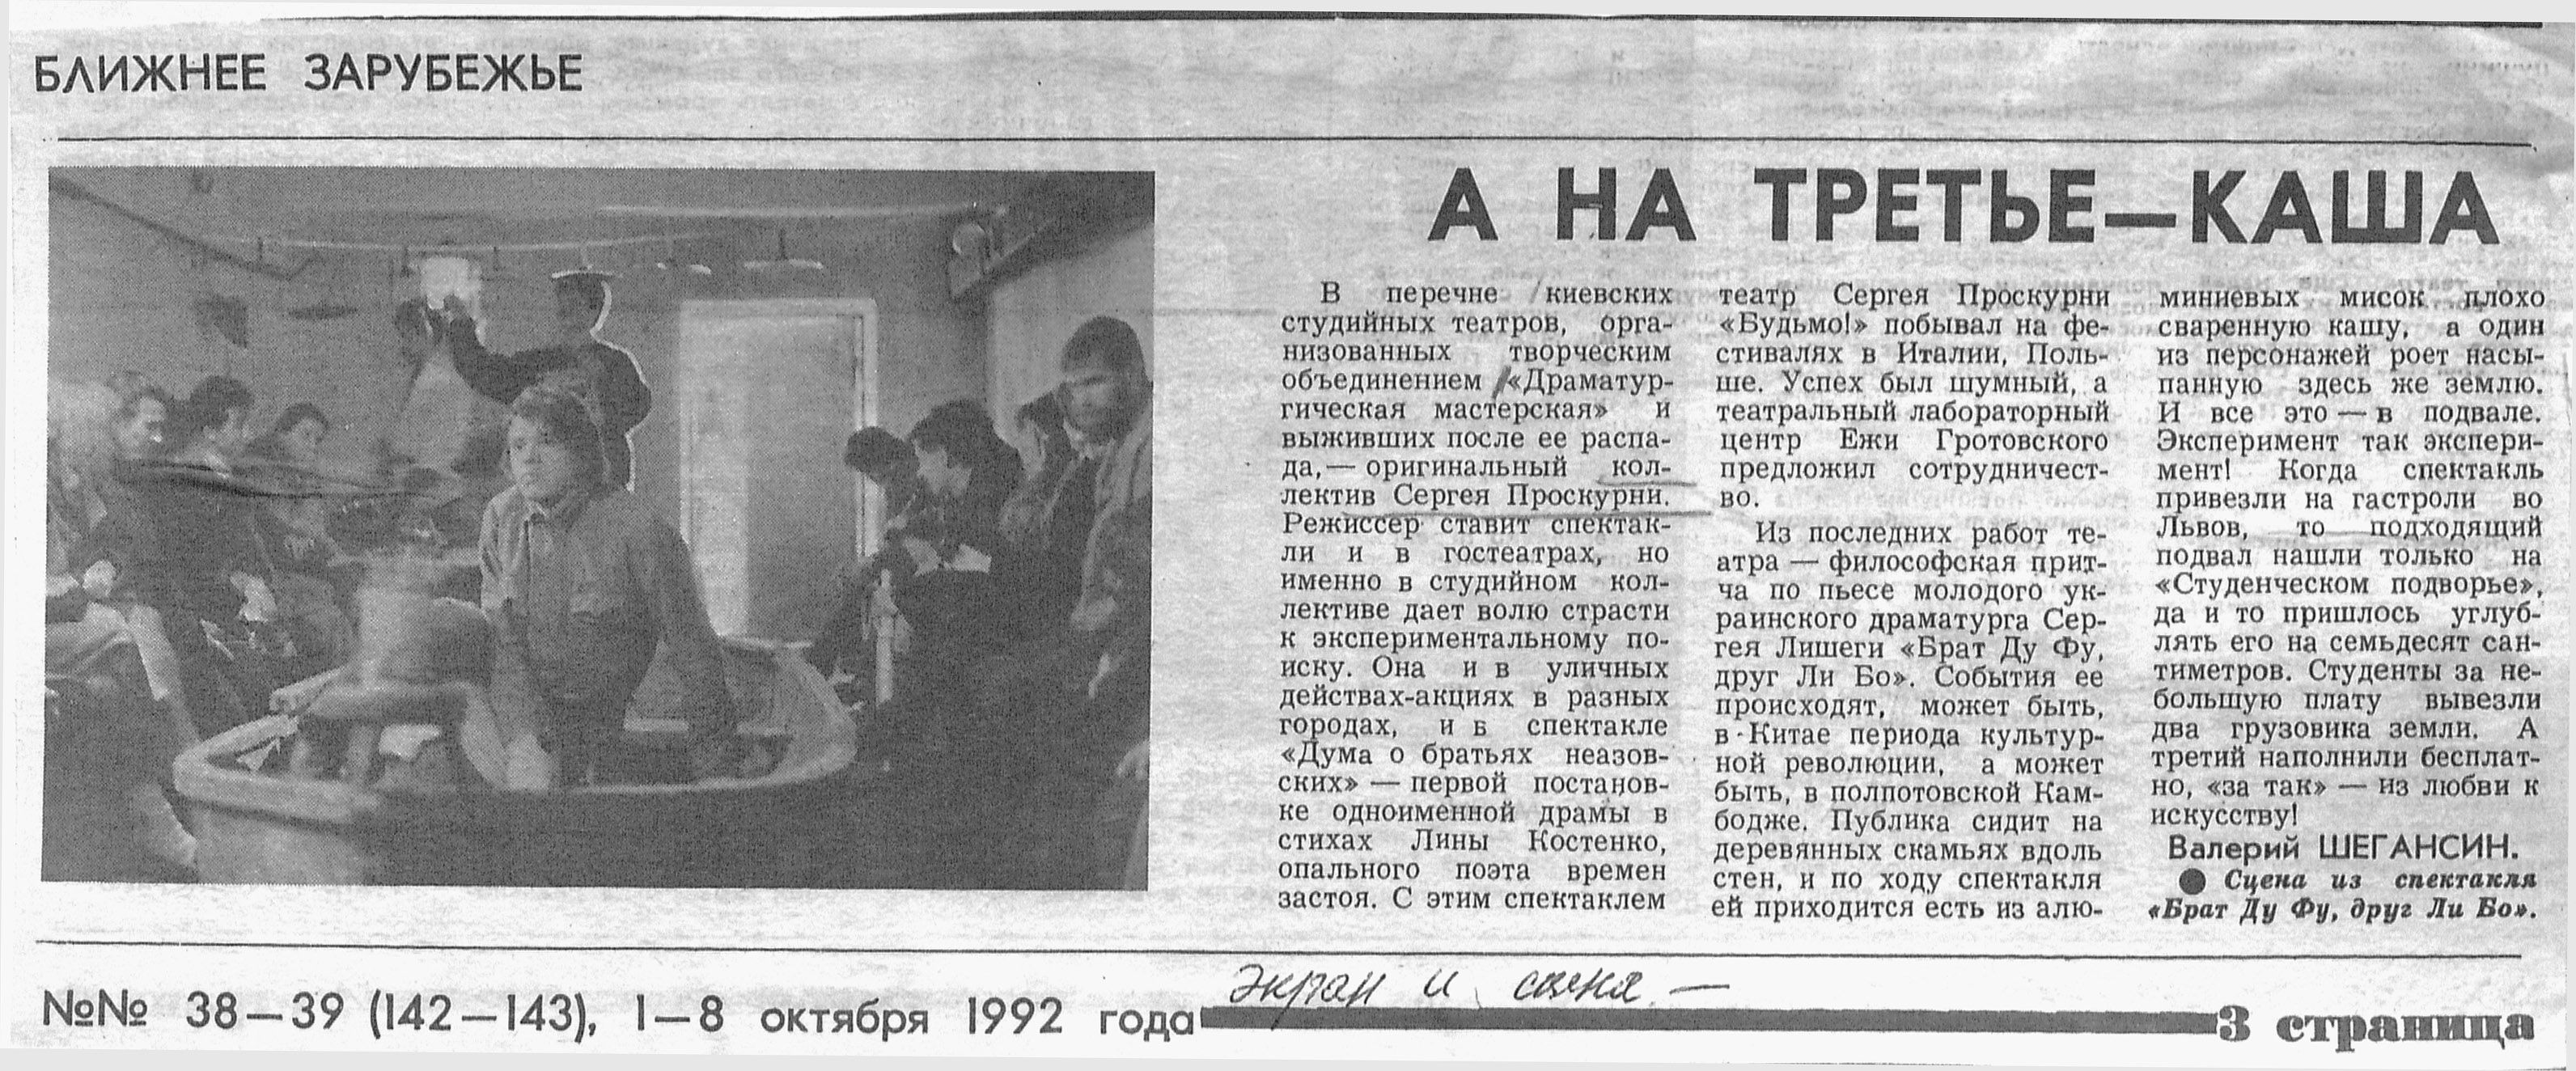 БЛИЖНЕЕ ЗАРУБЕЖЬЕ
А НА ТРЕТЬЕ—КАША
В перечне киевских
студийных театров, орга-
низованных творческим
объединением «Драматур-
гическая мастерская» и
выживших после ее распа-
да,— оригинальный кол-
лектив Сергея Проскурни.
Режиссер ставит спектак-
ли и в гостеатрах, но
именно в студийном кол-
лективе дает волю страсти
к экспериментальному по-
иску. Она и в уличных
действах-акциях в разных
городах, и в спектакле
«Дума о братьях неазов-
ских» — первой постанов-
ке одноименной драмы в
стихах Лины Костенко,
опального поэта времен
застоя. С этим спектаклем
театр Сергея Проскурни
«Будьмо!» побывал на фе-
стивалях в Италии, Поль-
ше. Успех был шумный, а
театральный лабораторный
центр Ежи Гротовского
предложил сотрудничест-
во.
Из последних работ те-
атра — философская прит-
ча по пьесе молодого ук-
раинского драматурга Сер-
гея Лишеги «Брат Ду Фу,
друг Ли Бо». События ее
происходят, может быть,
в Китае периода культур-
ной революции, а может
быть, в полпотовской Кам-
бодже. Публика сидит на
деревянных скамьях вдоль
стен, и по ходу спектакля
ей приходится есть из алю-
миниевых мисок плохо
сваренную кашу, а один
из персонажей роет насы-
панную здесь же землю.
И все это — в подвале.
Эксперимент так экспери-
мент! Когда спектакль
привезли на гастроли во
Львов, то подходящий
подвал нашли только на
«Студенческом подворье»,
да и то пришлось углуб-
лять его на семьдесят сан-
тиметров. Студенты за не-
большую плату вывезли
два грузовика земли. А
третий наполнили бесплат-
но, «за так» — из любви к
искусству!
Валерий ШЕГАНСИН.
● Сцена из спектакля
«Брат Ду Фу, друг Ли Бо».
экран и сцена —
№№ 38—39 (142—143), 1—8 октября 1992 года
3 страница